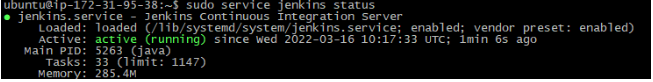 ubuntu@ip-172-31-95-38:~$ sudo service jenkins status
● jenkins.service - Jenkins Continuous Integration Server
Loaded: loaded (/lib/systemd/system/jenkins.service; enabled; vendor preset: enabled)
Active: active (running) since Wed 2022-03-16 10:17:33 UTC; 1min 6s ago
Main PID: 5263 (java)
Tasks: 33 (limit: 1147)
Memory: 285.4M